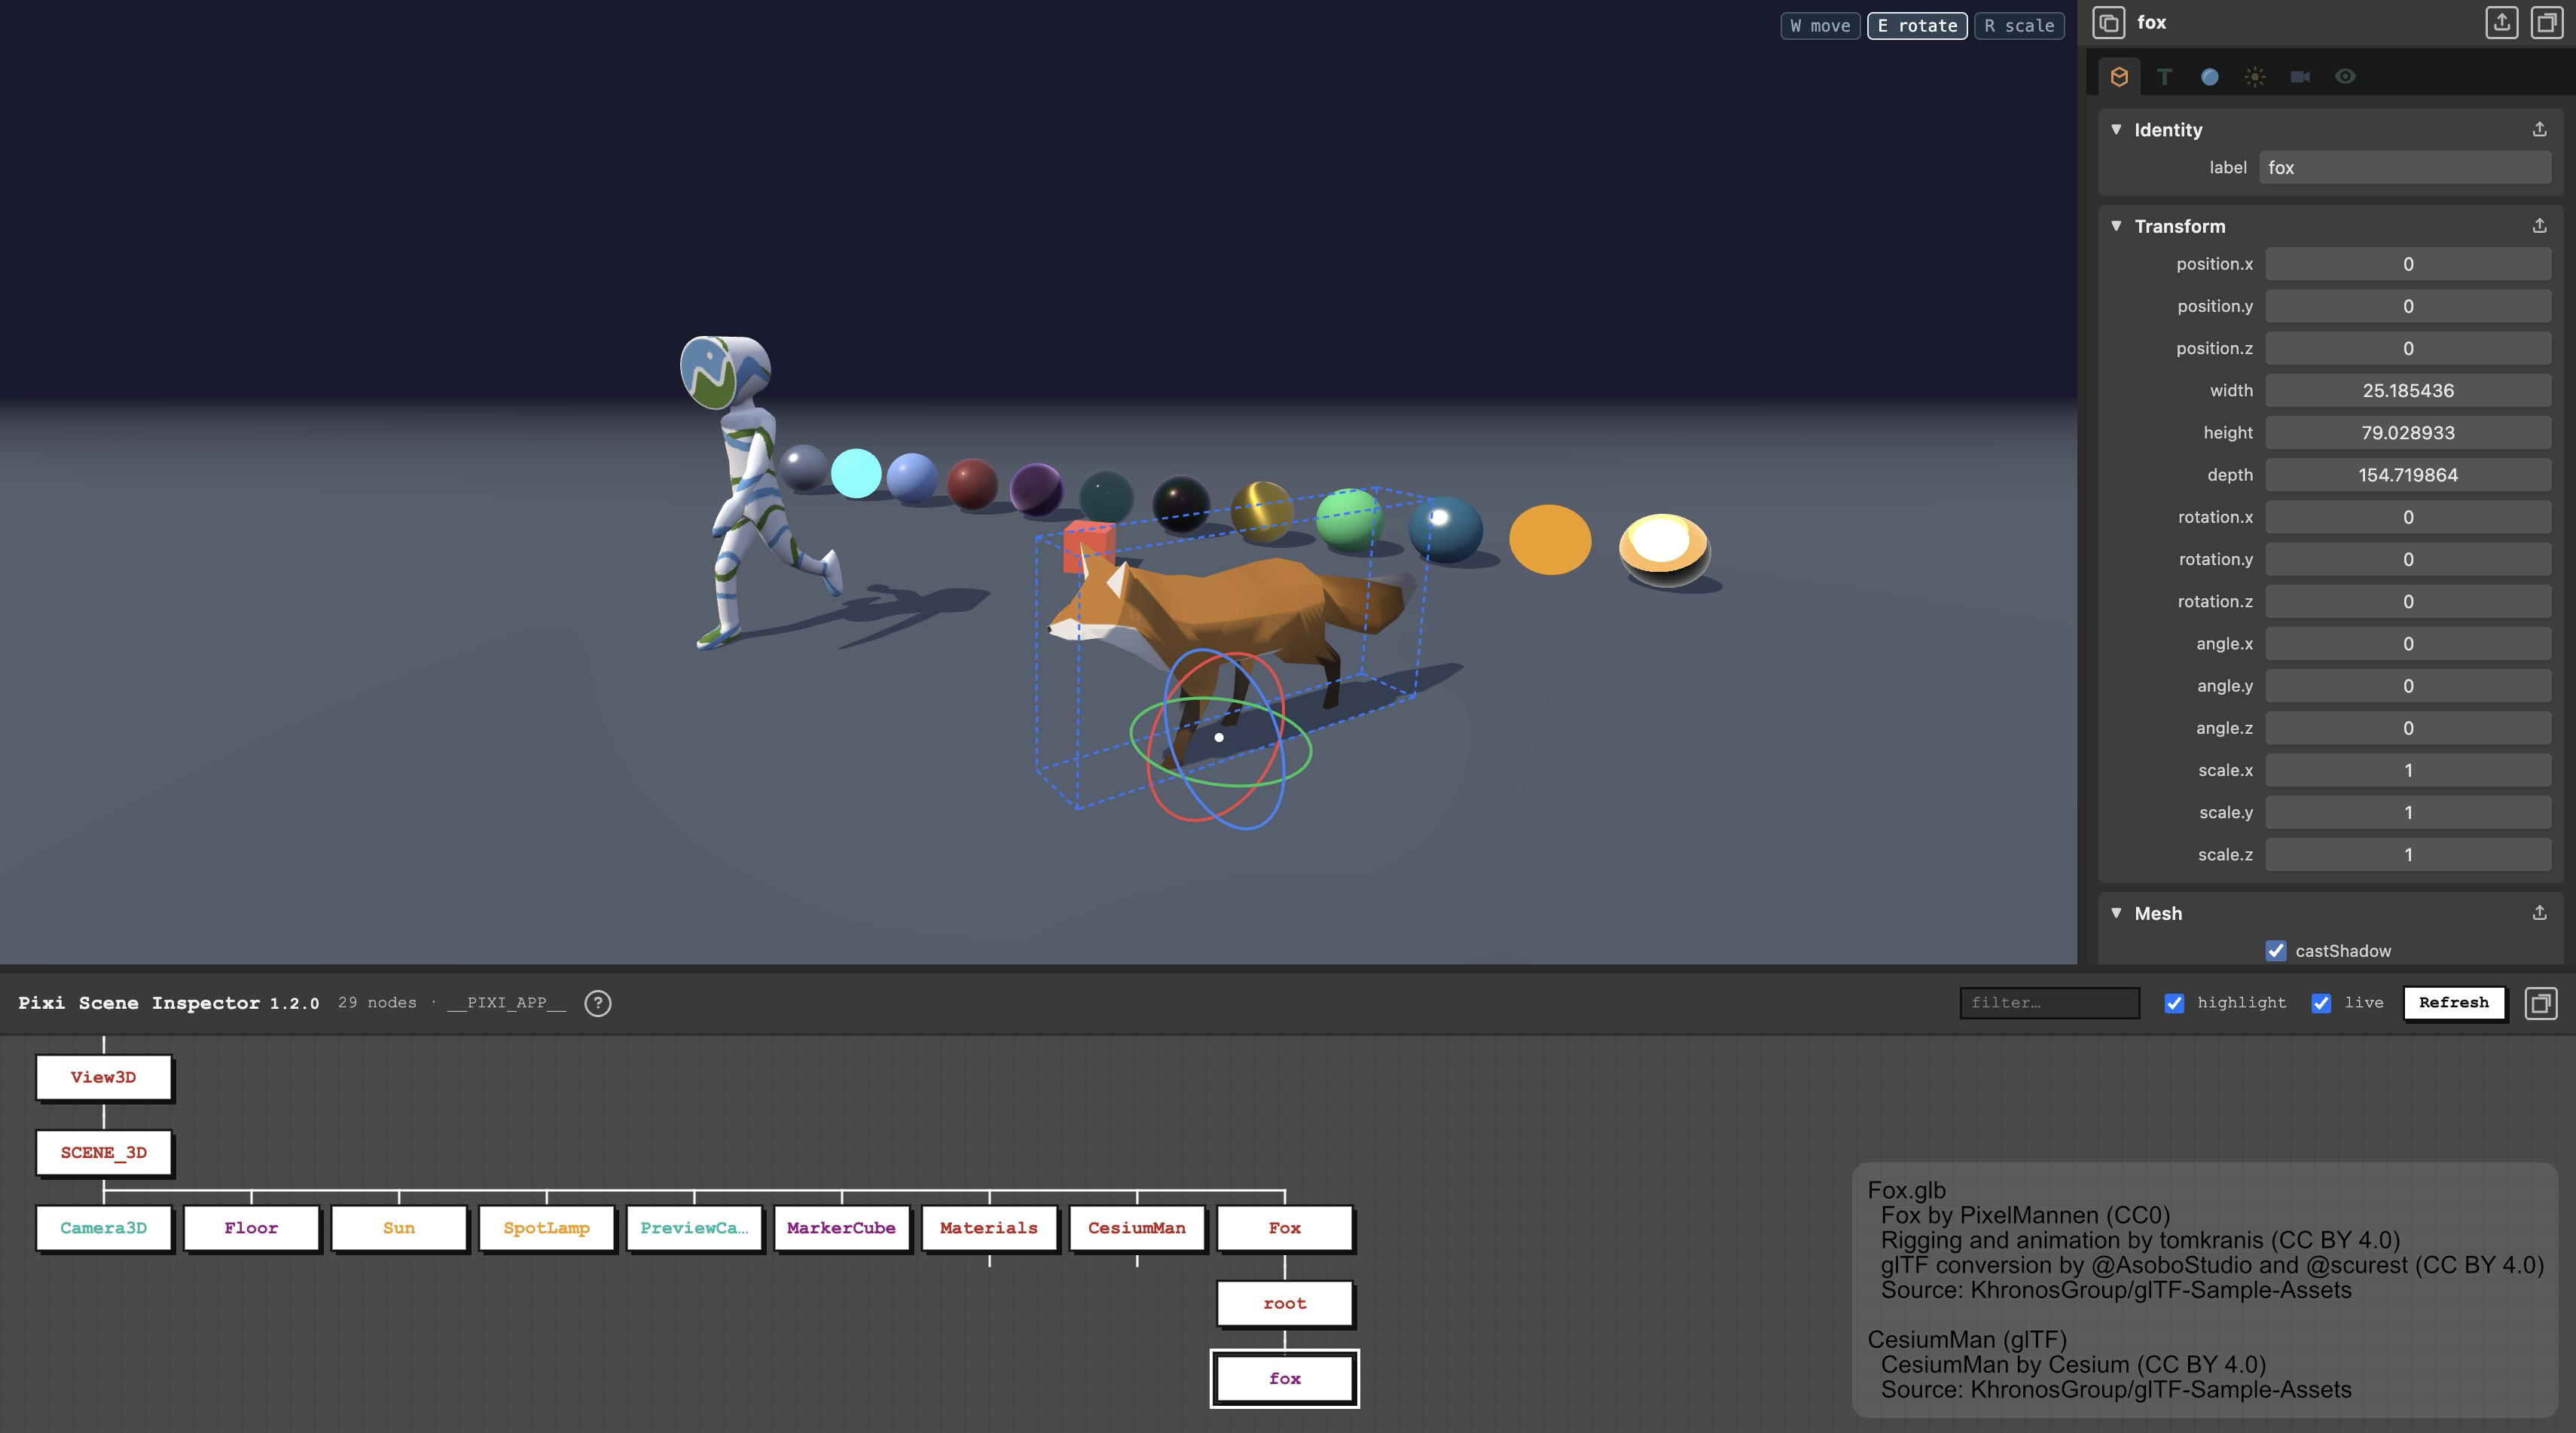 W move E rotate R scale
fox
T
Identity
label fox
Transform
position.x 0
position.y 0
position.z 0
width 25.185436
height 79.028933
depth 154.719864
rotation.x 0
rotation.y 0
rotation.z 0
angle.x 0
angle.y 0
angle.z 0
scale.x 1
scale.y 1
scale.z 1
Mesh
castShadow
Pixi Scene Inspector 1.2.0 29 nodes · __PIXI_APP__ ? filter… highlight live Refresh
View3D
SCENE_3D
Camera3D Floor Sun SpotLamp PreviewCa… MarkerCube Materials CesiumMan Fox
root
fox
Fox.glb
Fox by PixelMannen (CC0)
Rigging and animation by tomkranis (CC BY 4.0)
glTF conversion by @AsoboStudio and @scurest (CC BY 4.0)
Source: KhronosGroup/glTF-Sample-Assets
CesiumMan (glTF)
CesiumMan by Cesium (CC BY 4.0)
Source: KhronosGroup/glTF-Sample-Assets